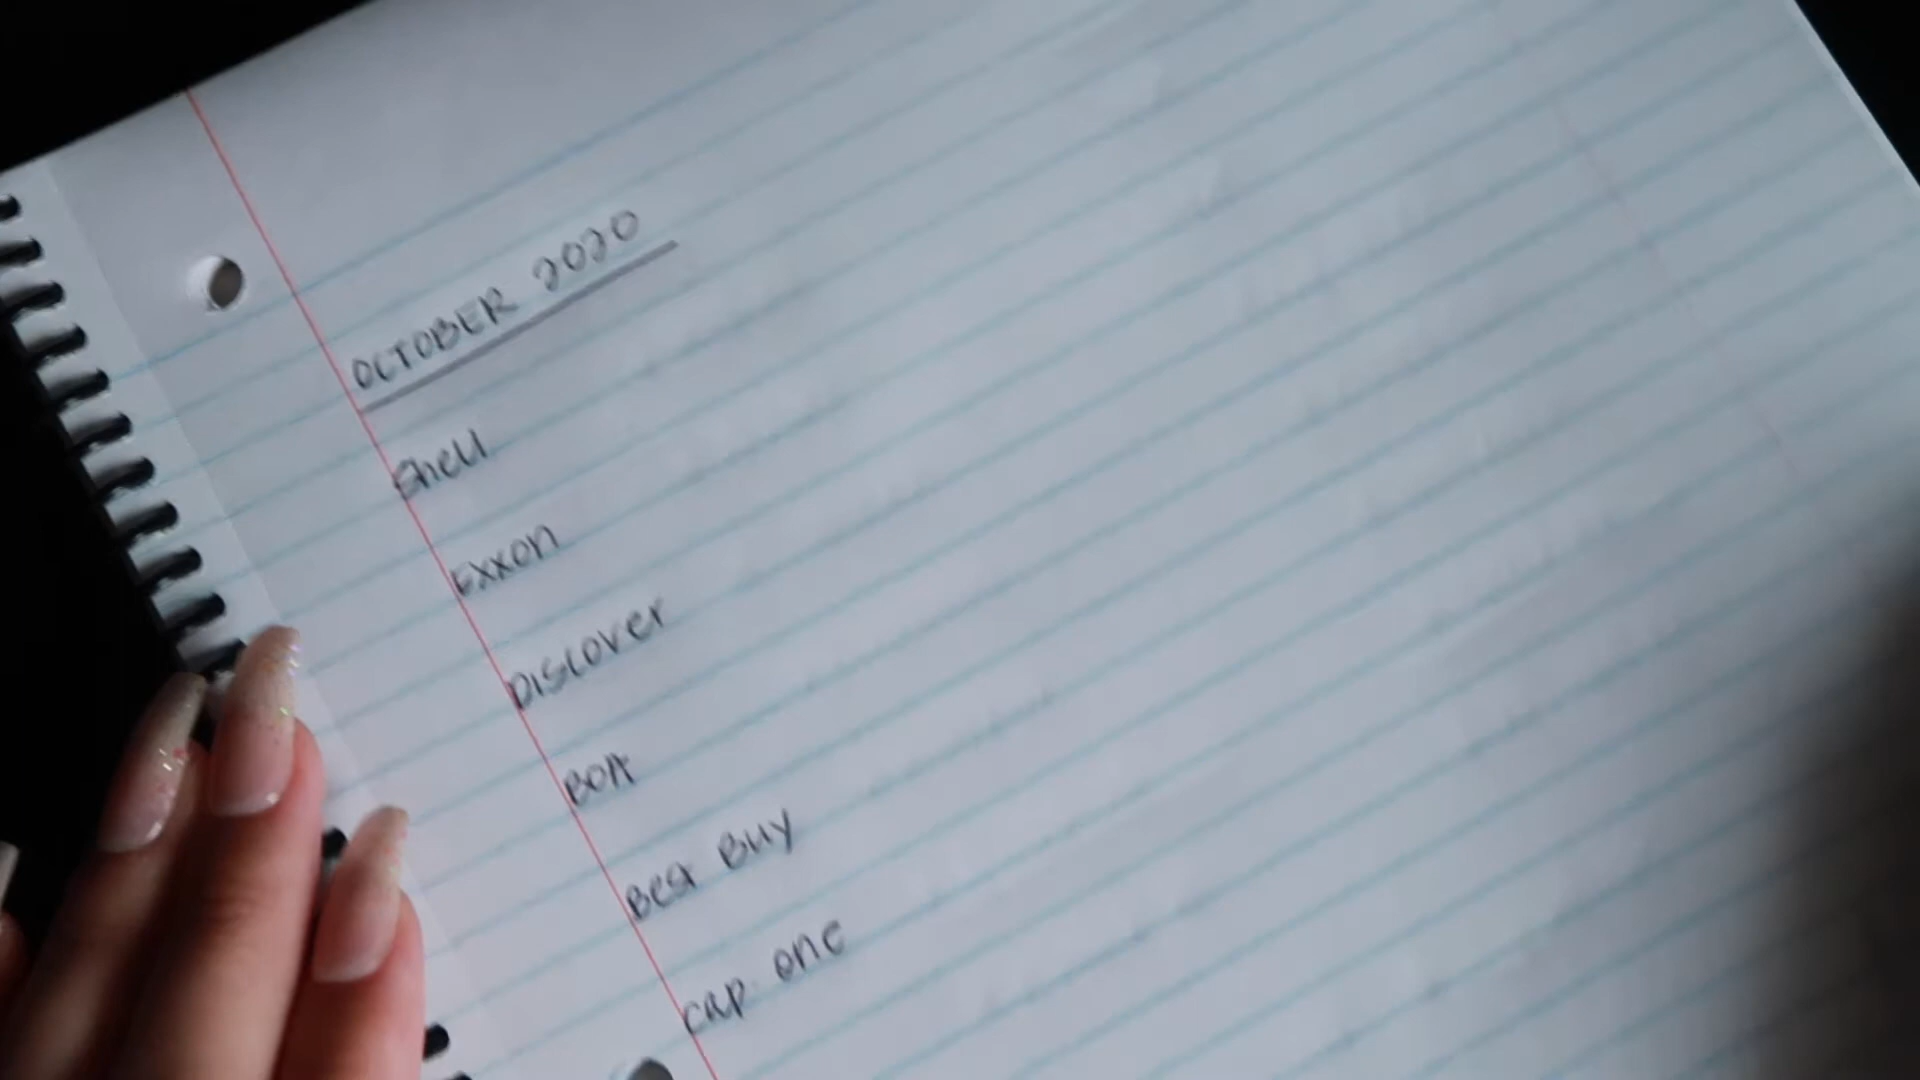 OCTOBER 2020
Shell
Exxon
Discover
BOA
Best Buy
Cap One